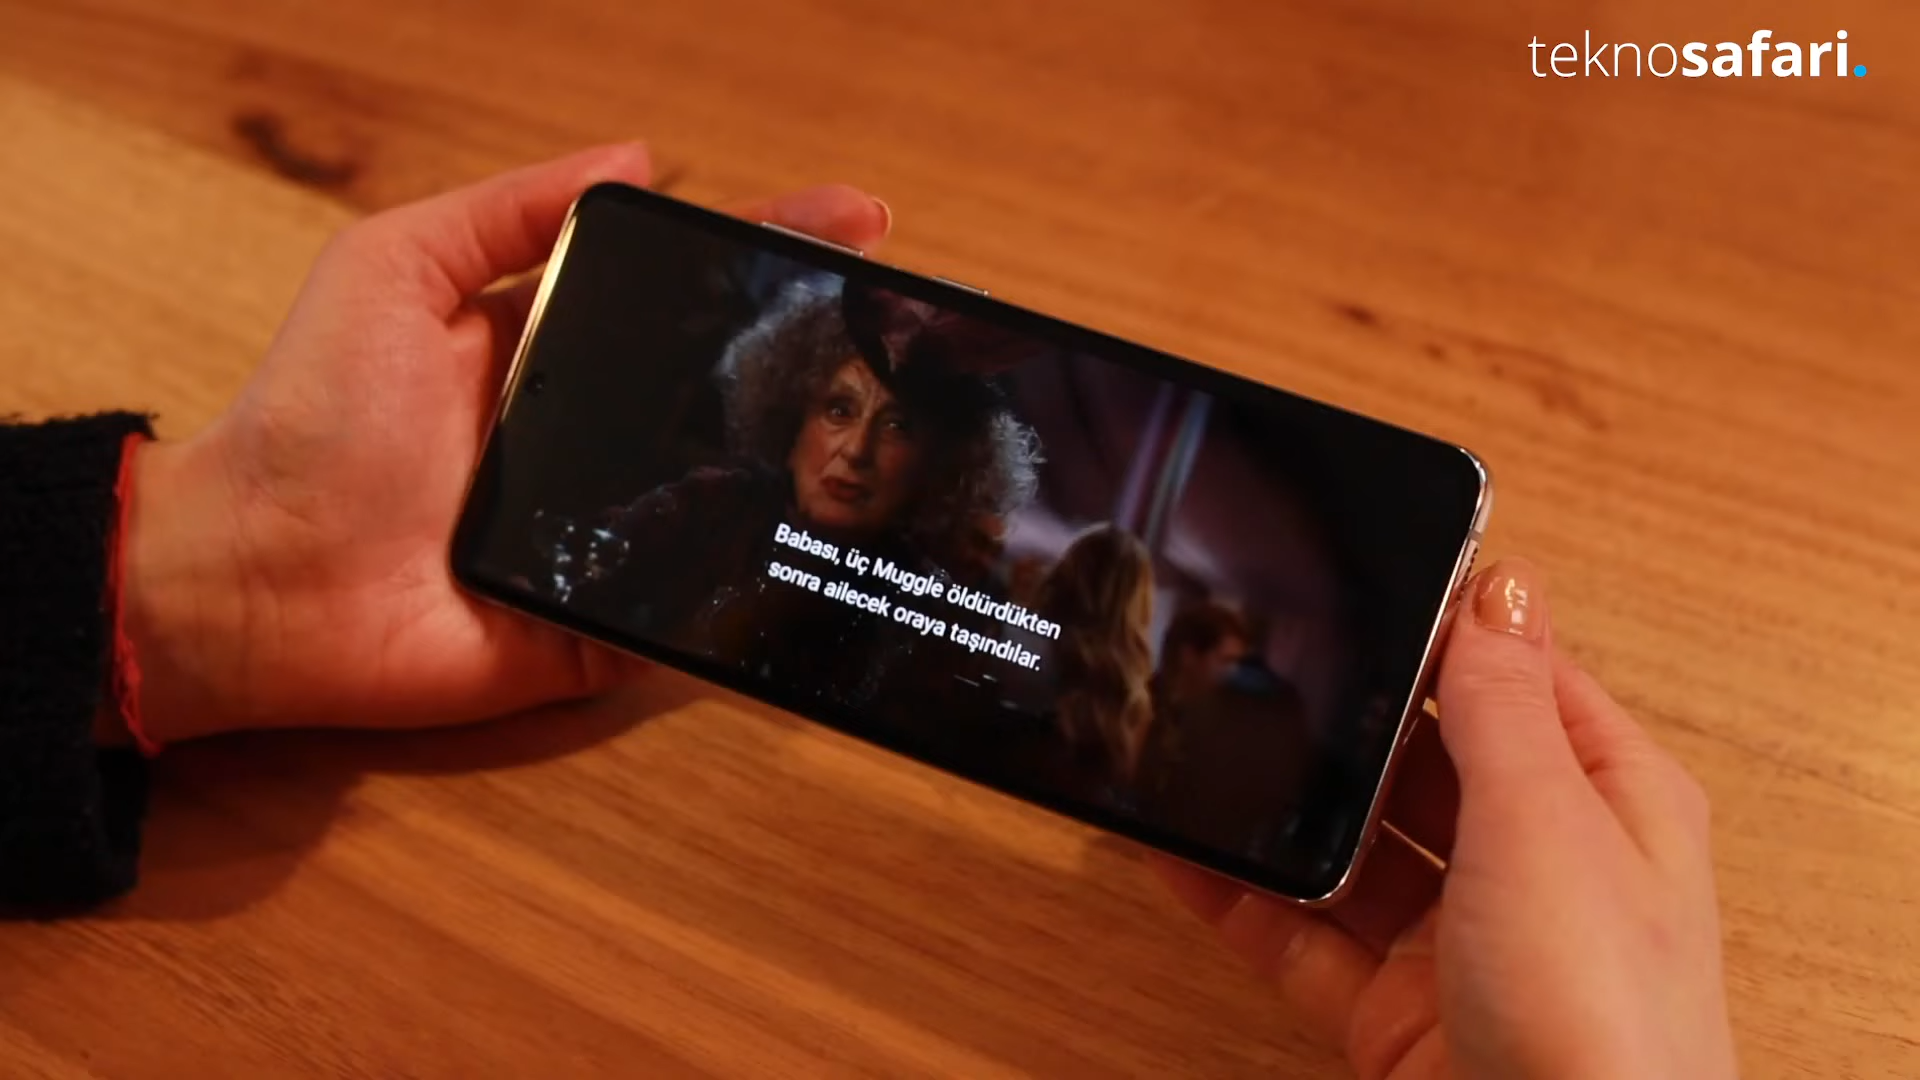 teknosafari.
Babası, üç Muggle öldürdükten
sonra ailecek oraya taşındılar.